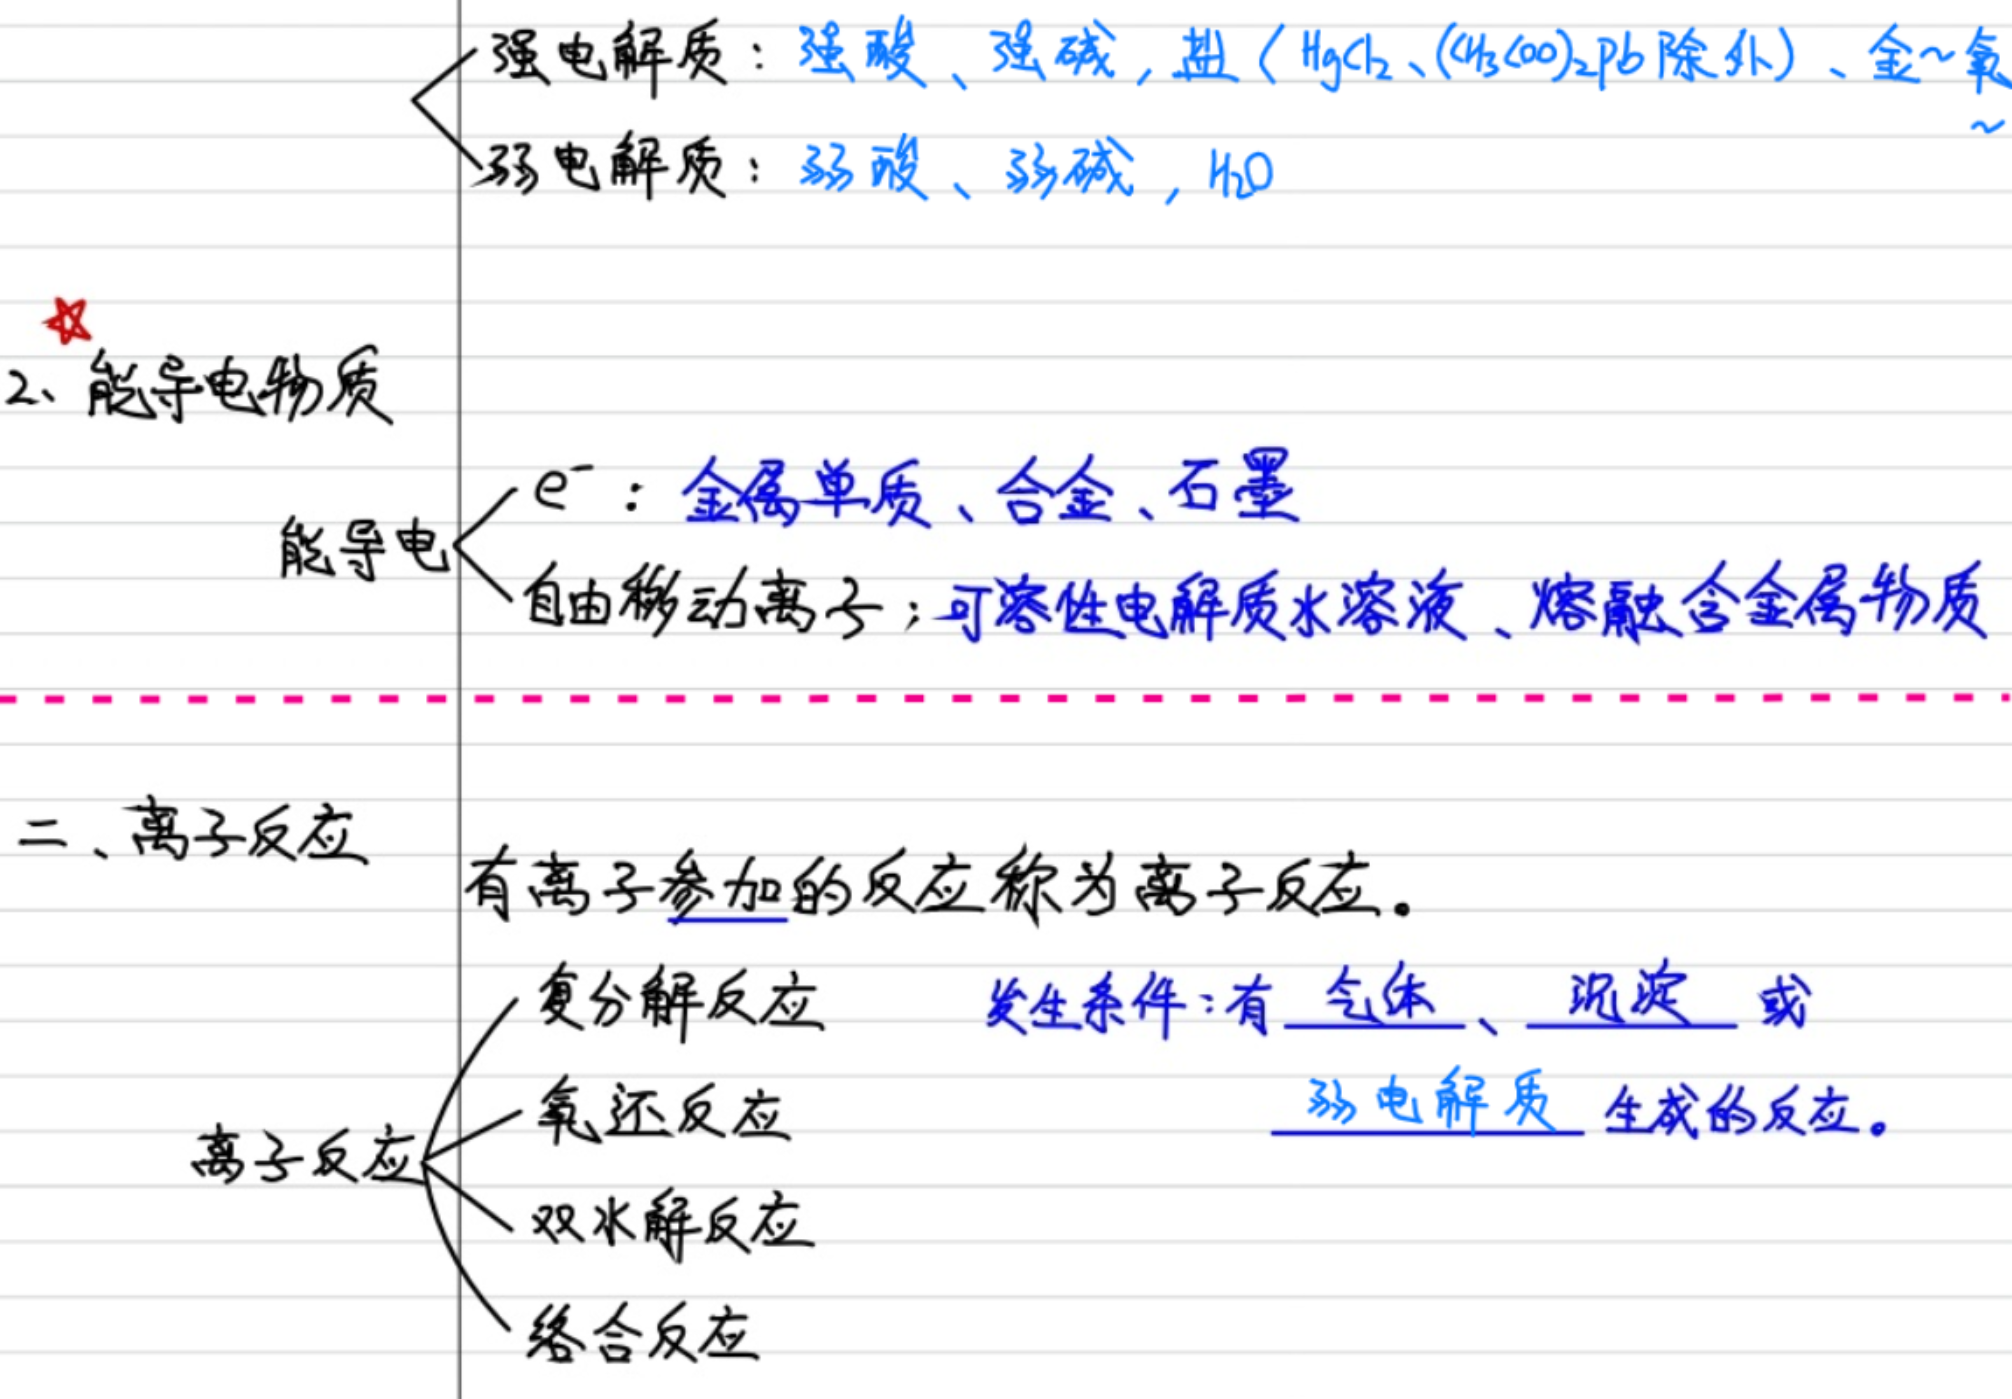 强电解质：强酸、强碱，盐（HgCl₂、(CH₃COO)₂Pb除外）、金~氧
~
弱电解质：弱酸、弱碱，H₂O
2、能导电物质
e⁻：金属单质、合金、石墨
能导电
自由移动离子：可溶性电解质水溶液、熔融含金属物质
二、离子反应
有离子参加的反应称为离子反应。
复分解反应 发生条件：有 气体 、 沉淀 或
氧还反应 弱电解质 生成的反应。
离子反应
双水解反应
络合反应